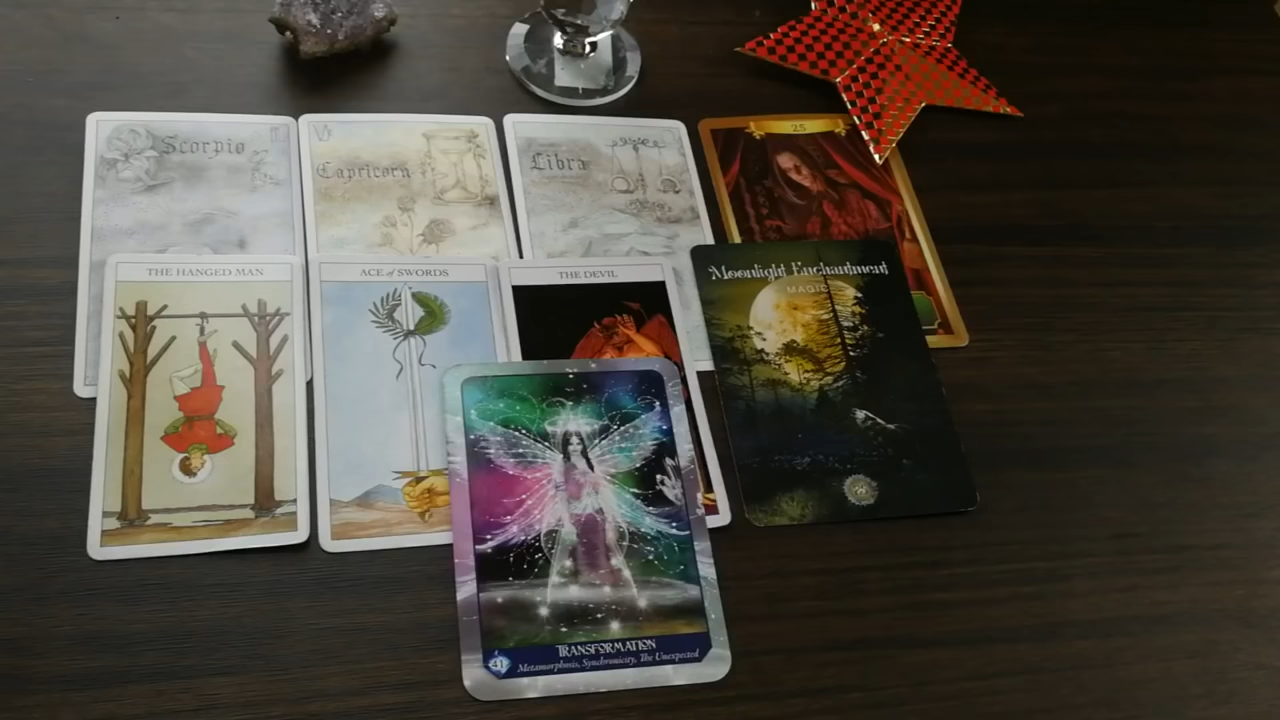 Scorpio
Capricorn
Libra
25
THE HANGED MAN
ACE of SWORDS
THE DEVIL
Moonlight Enchantment
MAGIC
TRANSFORMATION
41
Metamorphosis, Synchronicity, The Unexpected